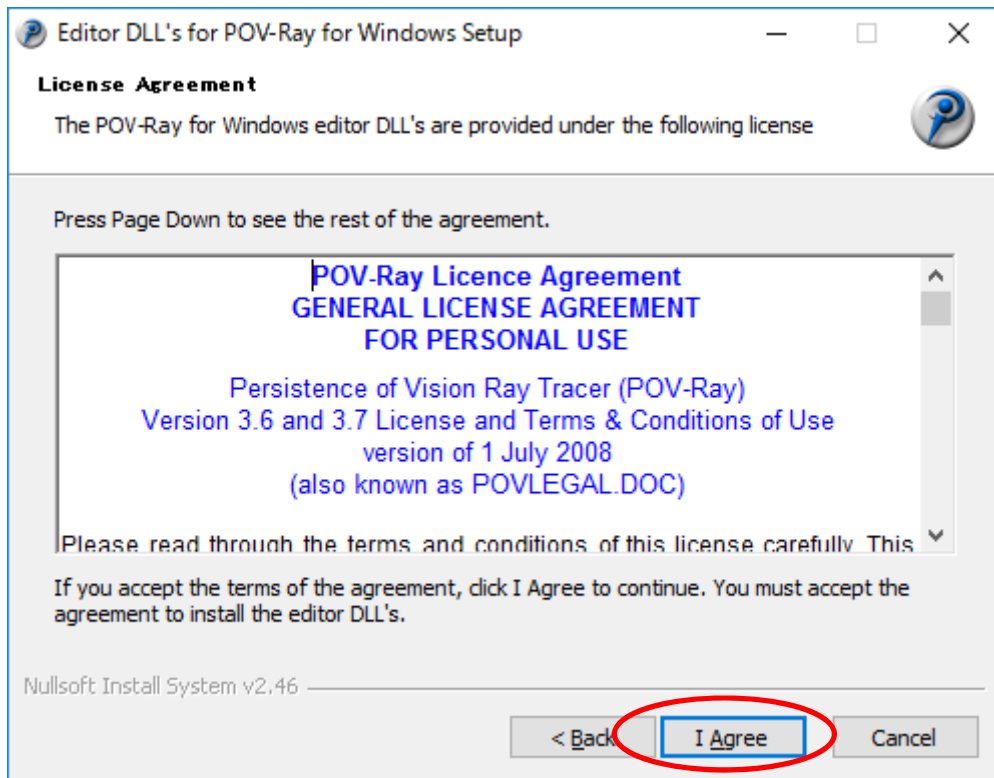 Editor DLL's for POV-Ray for Windows Setup
License Agreement
The POV-Ray for Windows editor DLL's are provided under the following license
Press Page Down to see the rest of the agreement.
POV-Ray Licence Agreement
GENERAL LICENSE AGREEMENT
FOR PERSONAL USE
Persistence of Vision Ray Tracer (POV-Ray)
Version 3.6 and 3.7 License and Terms & Conditions of Use
version of 1 July 2008
(also known as POVLEGAL.DOC)
Please read through the terms and conditions of this license carefully. This
If you accept the terms of the agreement, click I Agree to continue. You must accept the
agreement to install the editor DLL's.
Nullsoft Install System v2.46
< Back
I Agree
Cancel